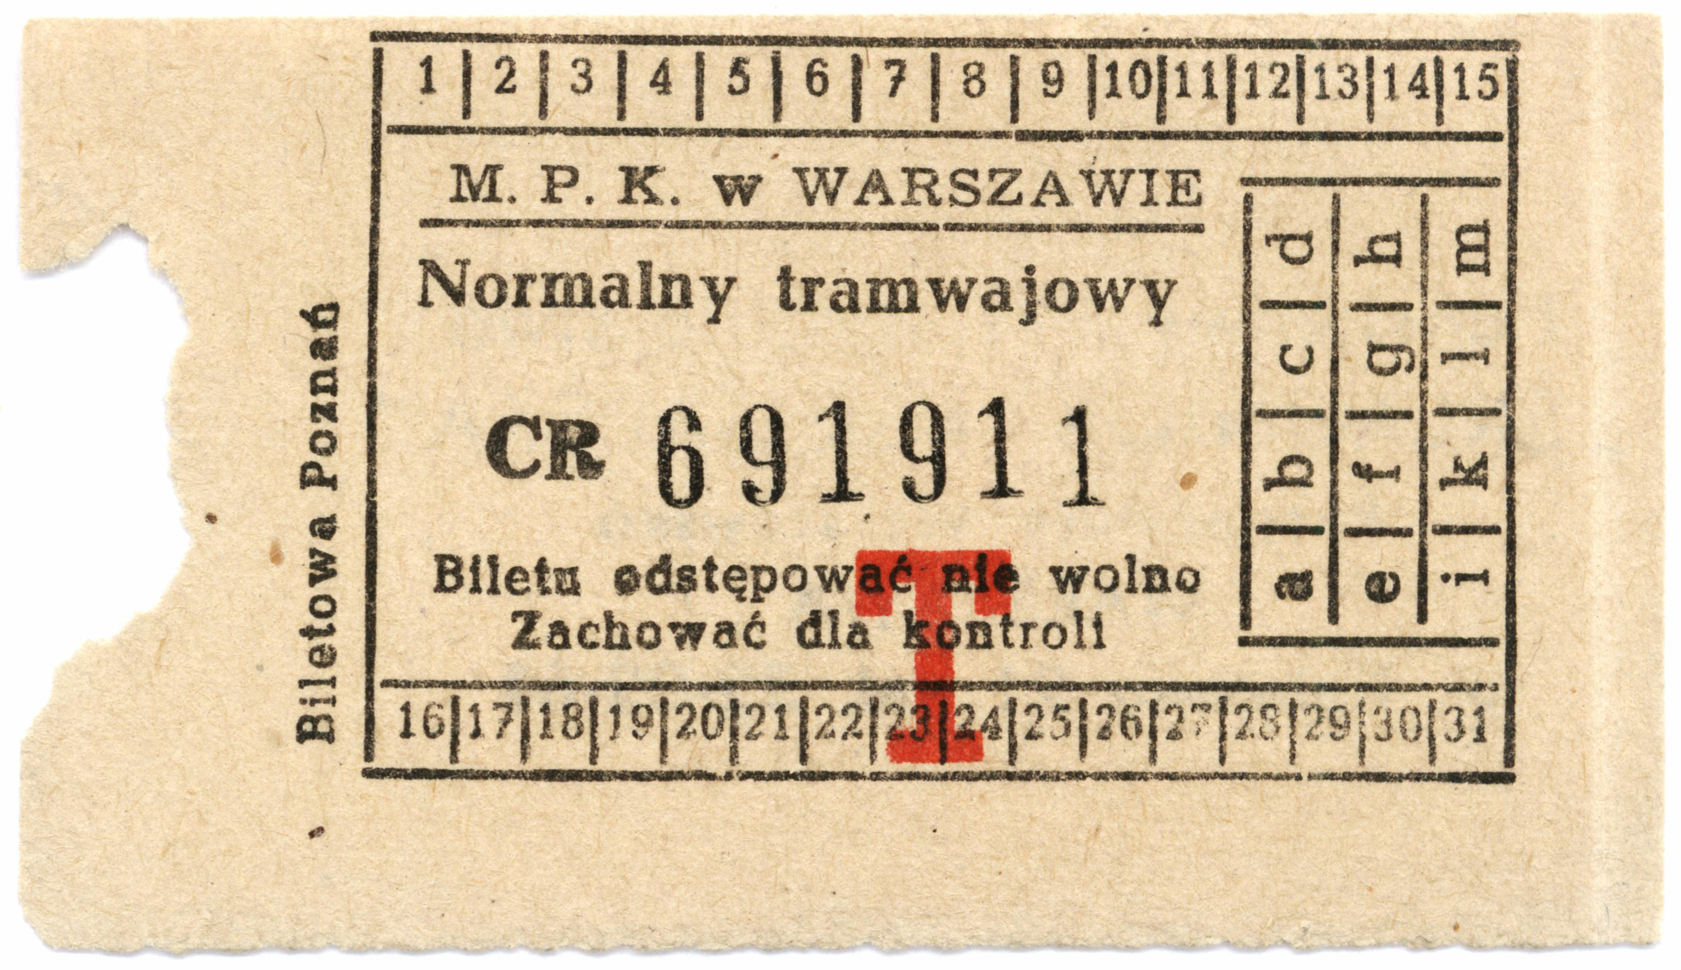 1 2 3 4 5 6 7 8 9 10 11 12 13 14 15
M. P. K. w WARSZAWIE
Normalny tramwajowy
CR 691911
Biletu odstępować nie wolno
Zachować dla kontroli
T
16 17 18 19 20 21 22 23 24 25 26 27 28 29 30 31
a b c d
e f g h
i k l m
Biletowa Poznań